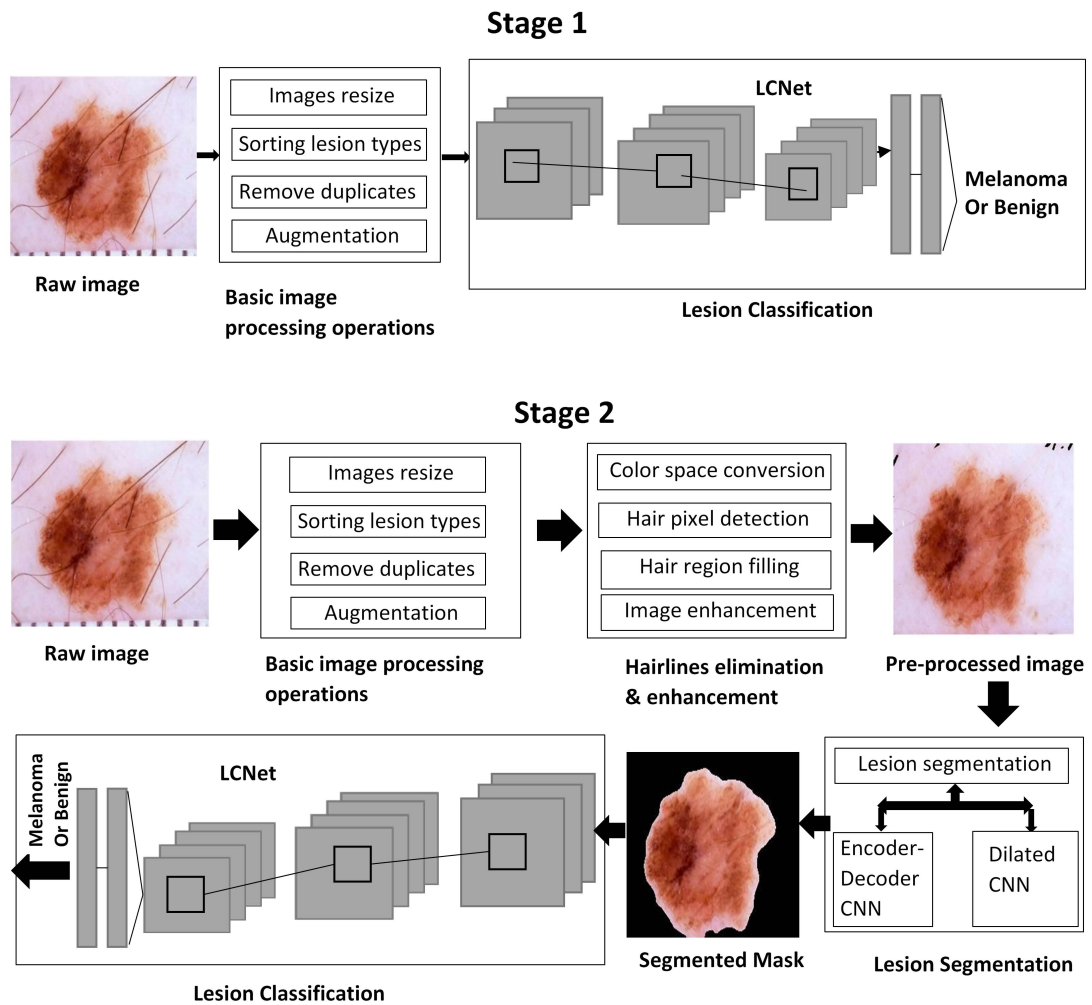 Stage 1
Images resize
Sorting lesion types
Remove duplicates
Augmentation
LCNet
Melanoma
Or Benign
Raw image
Basic image
processing operations
Lesion Classification
Stage 2
Images resize
Sorting lesion types
Remove duplicates
Augmentation
Color space conversion
Hair pixel detection
Hair region filling
Image enhancement
Raw image
Basic image processing
operations
Hairlines elimination
& enhancement
Pre-processed image
Lesion segmentation
Encoder-
Decoder
CNN
Dilated
CNN
Lesion Segmentation
Segmented Mask
LCNet
Melanoma
Or Benign
Lesion Classification